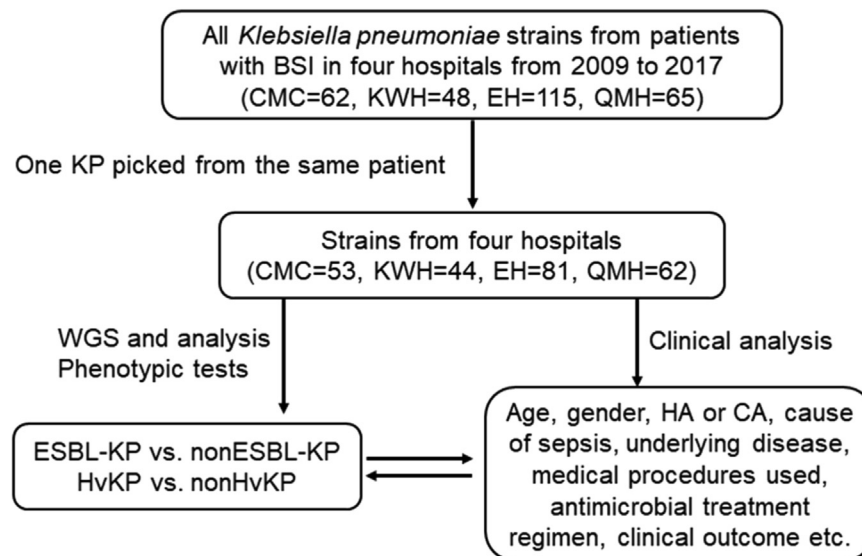 All Klebsiella pneumoniae strains from patients
with BSI in four hospitals from 2009 to 2017
(CMC=62, KWH=48, EH=115, QMH=65)
One KP picked from the same patient
Strains from four hospitals
(CMC=53, KWH=44, EH=81, QMH=62)
WGS and analysis
Phenotypic tests
Clinical analysis
ESBL-KP vs. nonESBL-KP
HvKP vs. nonHvKP
Age, gender, HA or CA, cause
of sepsis, underlying disease,
medical procedures used,
antimicrobial treatment
regimen, clinical outcome etc.